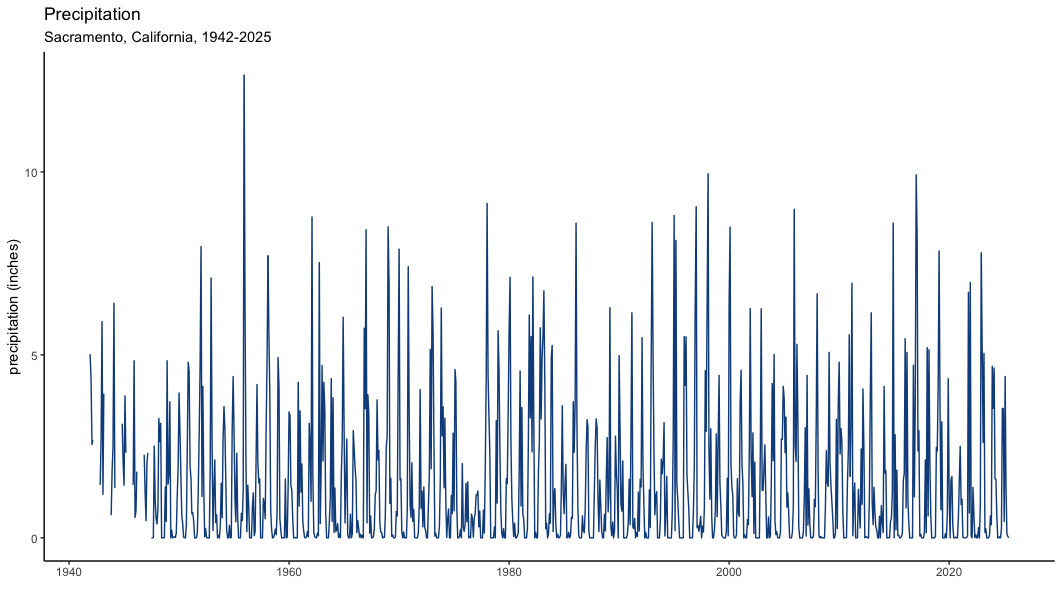 Precipitation
Sacramento, California, 1942-2025
precipitation (inches)
10
5
0
1940 1960 1980 2000 2020